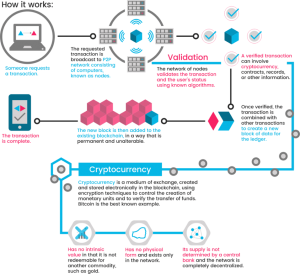 How it works:
Someone requests
a transaction.
The requested
transaction is
broadcast to P2P
network consisting
of computers,
known as nodes.
Validation
The network of nodes
validates the transaction
and the user's status
using known algorithms.
A verified transaction
can involve
cryptocurrency,
contracts, records,
or other information.
Once verified, the
transaction is
combined with
other transactions
to create a new
block of data for
the ledger.
The new block is then added to the
existing blockchain, in a way that is
permanent and unalterable.
The transaction
is complete.
Cryptocurrency
Cryptocurrency is a medium of exchange, created
and stored electronically in the blockchain, using
encryption techniques to control the creation of
monetary units and to verify the transfer of funds.
Bitcoin is the best known example.
Has no intrinsic
value in that it is not
redeemable for
another commodity,
such as gold.
Has no physical
form and exists only
in the network.
Its supply is not
determined by a central
bank and the network is
completely decentralized.